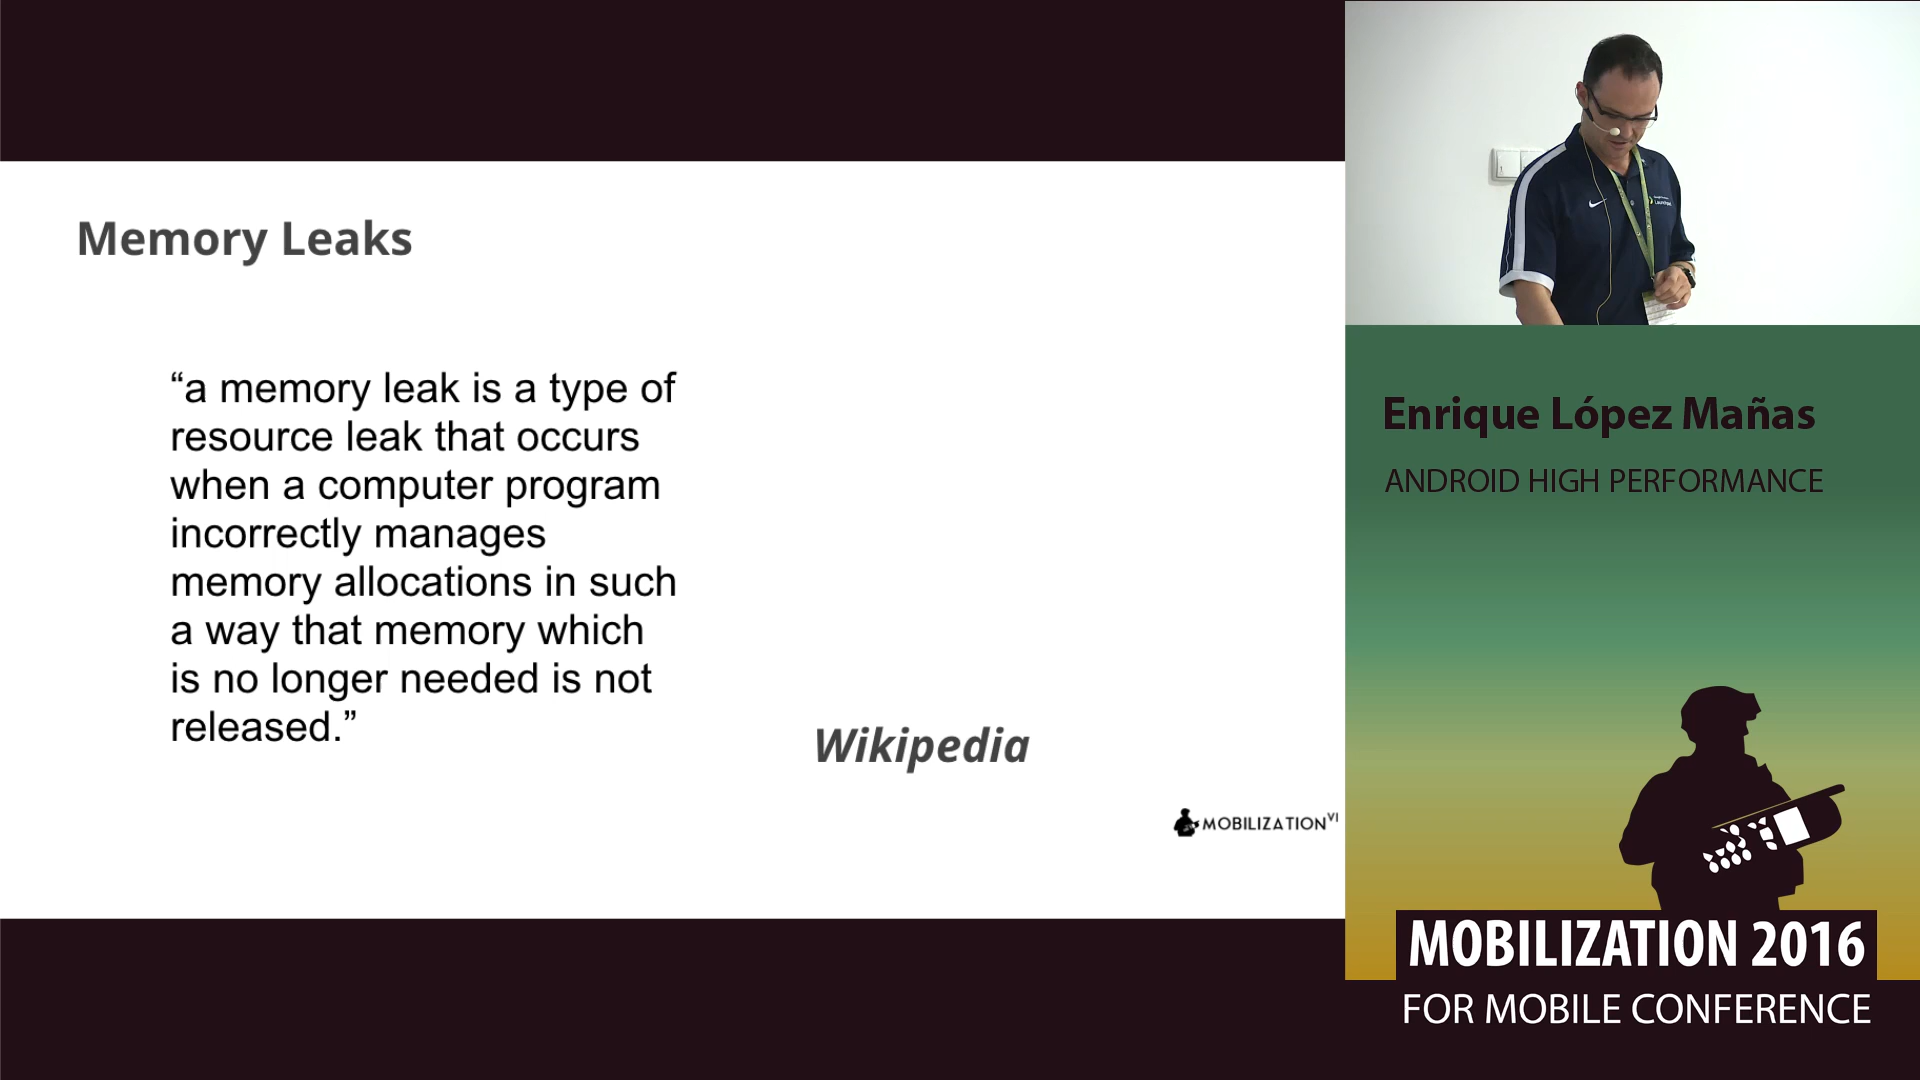 Memory Leaks
“a memory leak is a type of
resource leak that occurs
when a computer program
incorrectly manages
memory allocations in such
a way that memory which
is no longer needed is not
released.”
Wikipedia
MOBILIZATION VI
Enrique López Mañas
ANDROID HIGH PERFORMANCE
MOBILIZATION 2016
FOR MOBILE CONFERENCE